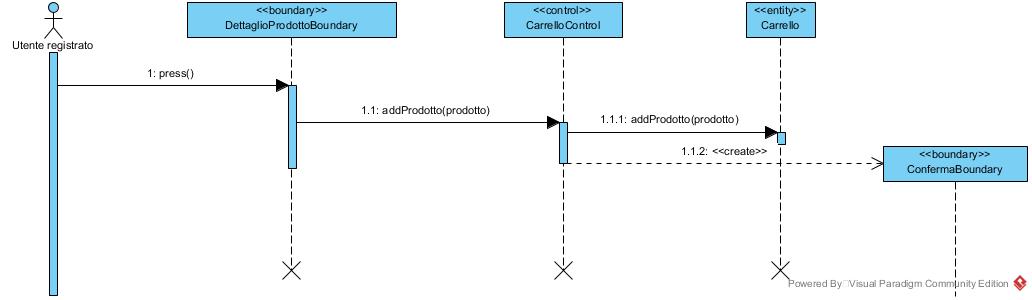 <<boundary>>
DettaglioProdottoBoundary
<<control>>
CarrelloControl
<<entity>>
Carrello
Utente registrato
1: press()
1.1: addProdotto(prodotto)
1.1.1: addProdotto(prodotto)
1.1.2: <<create>>
<<boundary>>
ConfermaBoundary
Powered By Visual Paradigm Community Edition